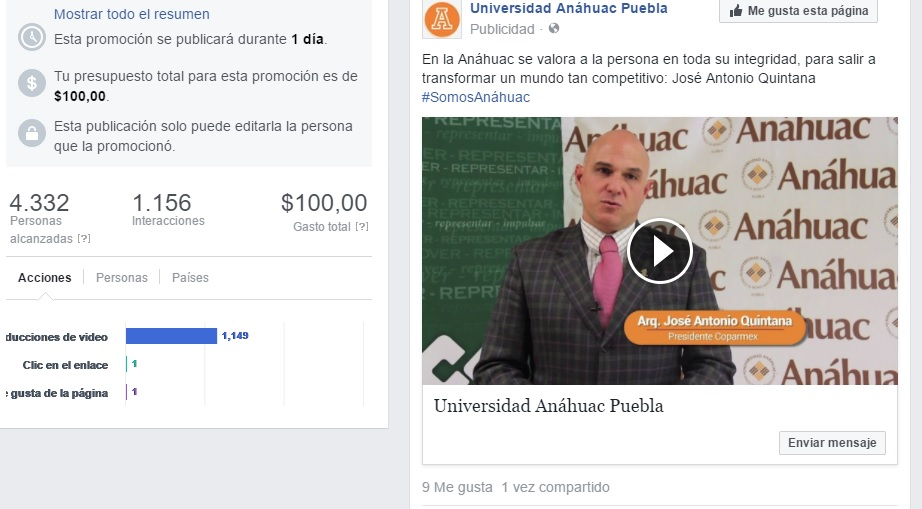 Mostrar todo el resumen
Esta promoción se publicará durante 1 día.
Tu presupuesto total para esta promoción es de
$100,00.
Esta publicación solo puede editarla la persona
que la promocionó.
4.332
Personas
alcanzadas [?]
1.156
Interacciones
$100,00
Gasto total [?]
Acciones
Personas
Países
ducciones de video 1,149
Clic en el enlace 1
e gusta de la página 1
Universidad Anáhuac Puebla
Publicidad ·
Me gusta esta página
En la Anáhuac se valora a la persona en toda su integridad, para salir a
transformar un mundo tan competitivo: José Antonio Quintana
#SomosAnáhuac
REPRESENTA
representar - impulsar
Anáhuac
Anáhuac
Anáhuac
Anáhuac
Anáhuac
Anáhuac
Arq. José Antonio Quintana
Presidente Coparmex
Universidad Anáhuac Puebla
Enviar mensaje
9 Me gusta 1 vez compartido